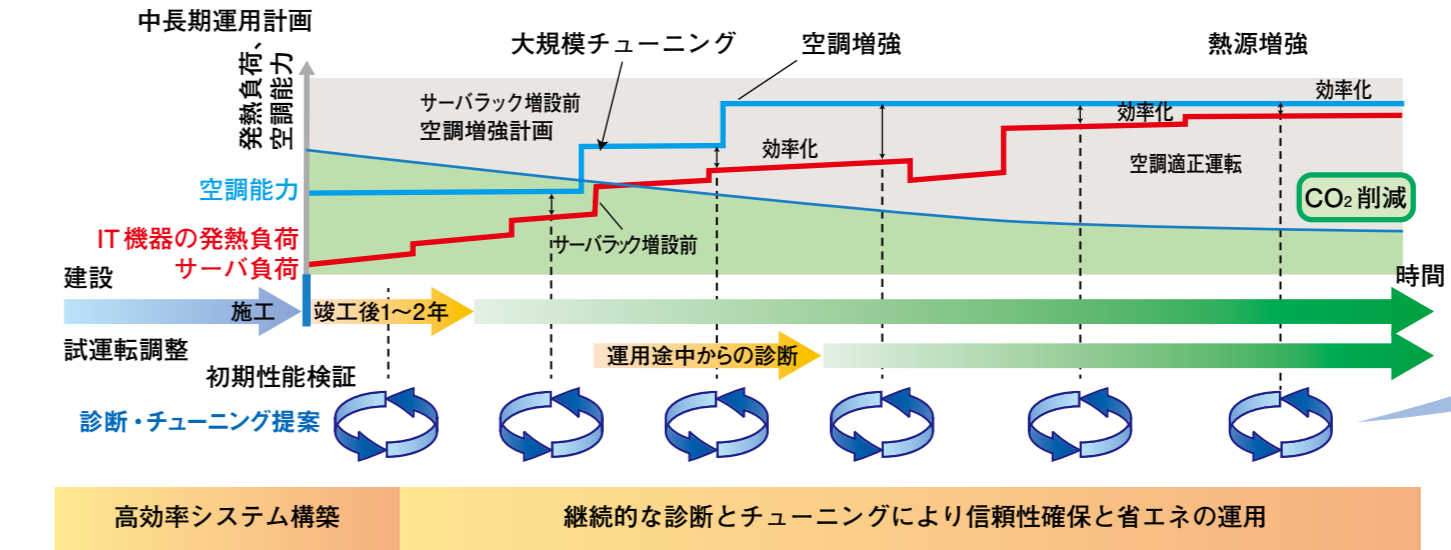 中長期運用計画
発熱負荷、
空調能力
大規模チューニング
空調増強
熱源増強
サーバラック増設前
空調増強計画
効率化
効率化
効率化
空調適正運転
空調能力
CO₂削減
IT機器の発熱負荷
サーバ負荷
サーバラック増設前
建設
時間
施工
竣工後1〜2年
試運転調整
運用途中からの診断
初期性能検証
診断・チューニング提案
高効率システム構築
継続的な診断とチューニングにより信頼性確保と省エネの運用